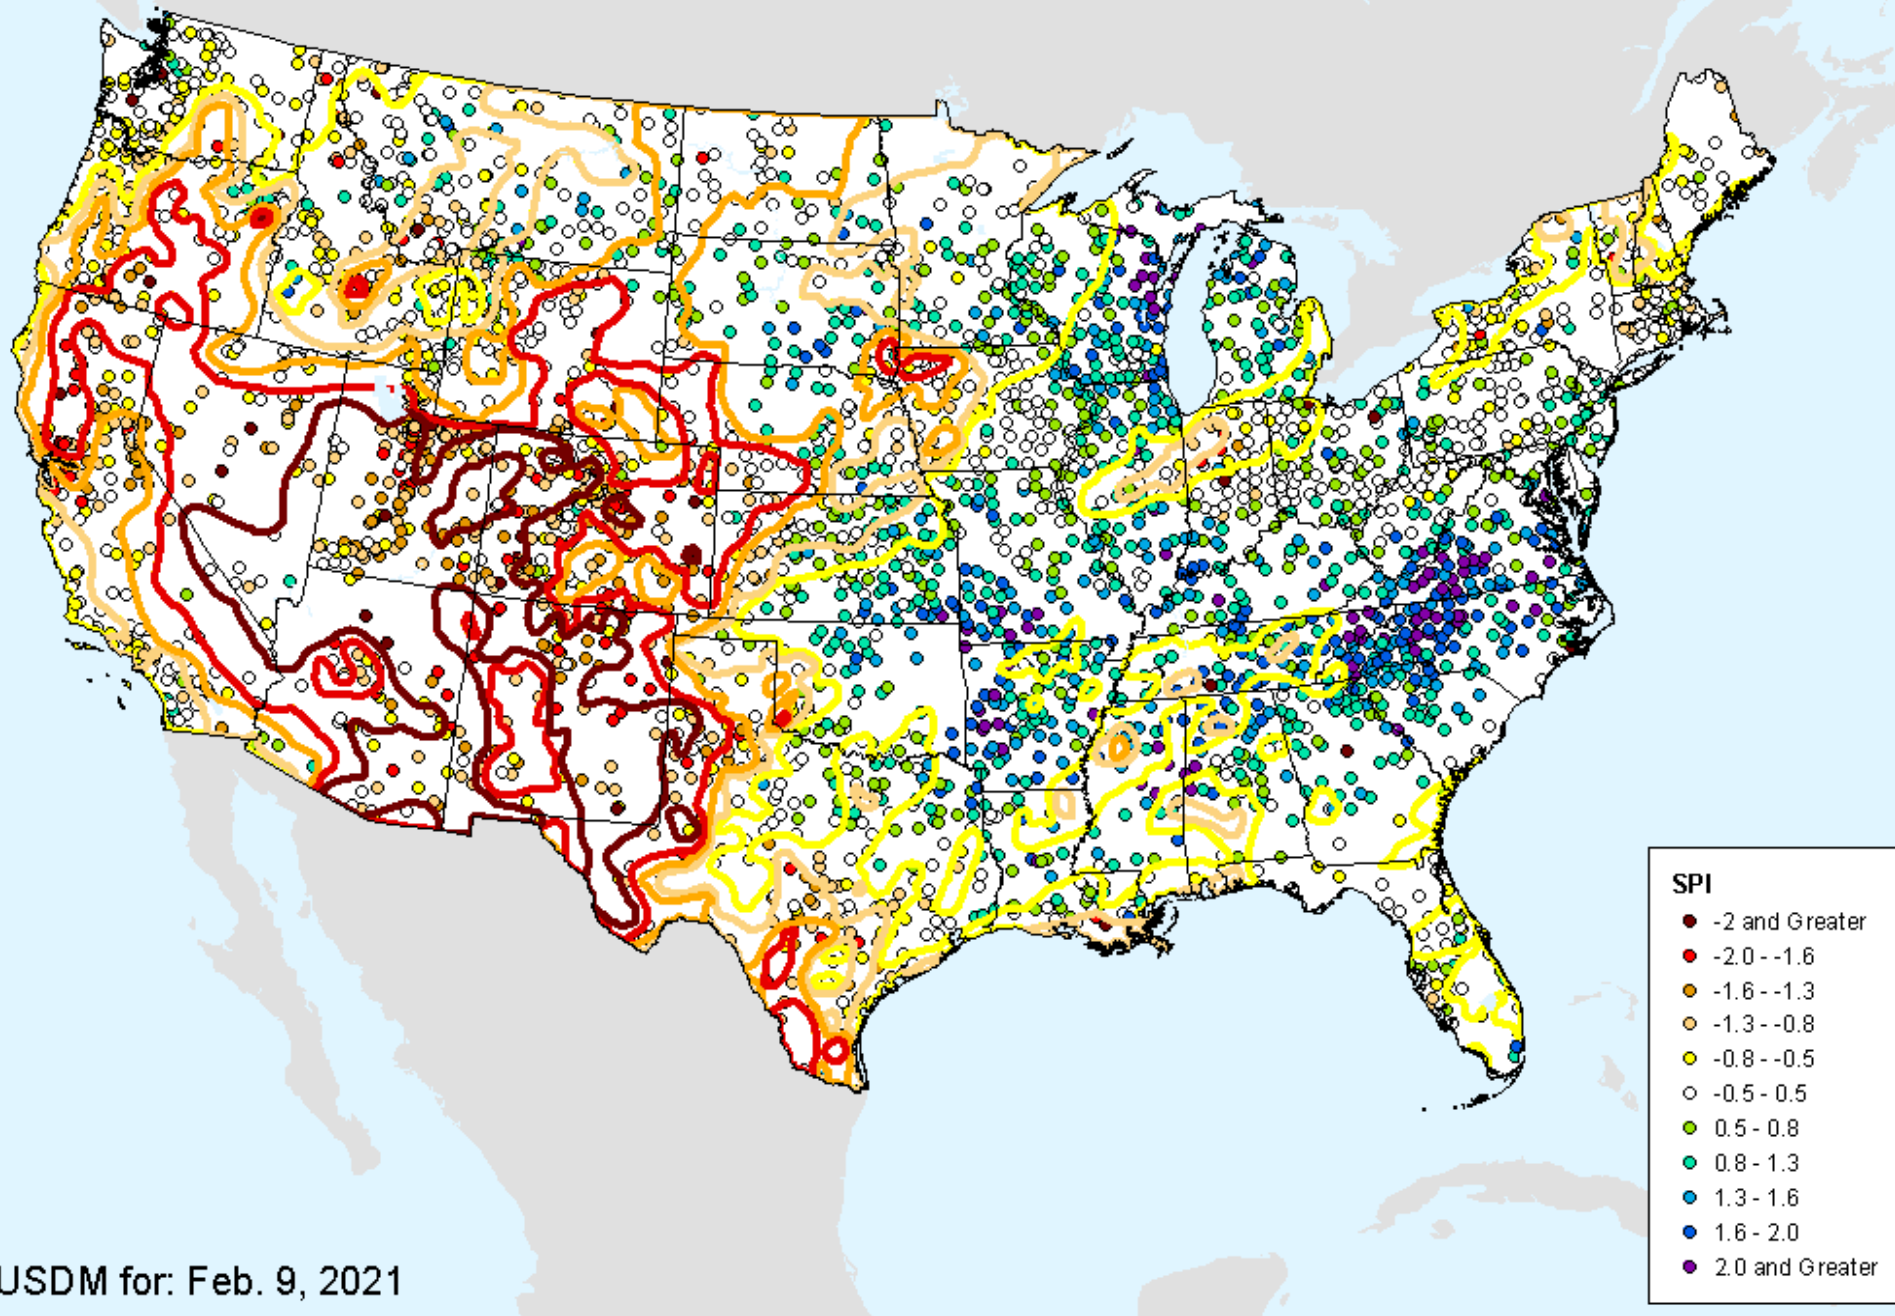 SPI
-2 and Greater
-2.0 - -1.6
-1.6 - -1.3
-1.3 - -0.8
-0.8 - -0.5
-0.5 - 0.5
0.5 - 0.8
0.8 - 1.3
1.3 - 1.6
1.6 - 2.0
2.0 and Greater
USDM for: Feb. 9, 2021